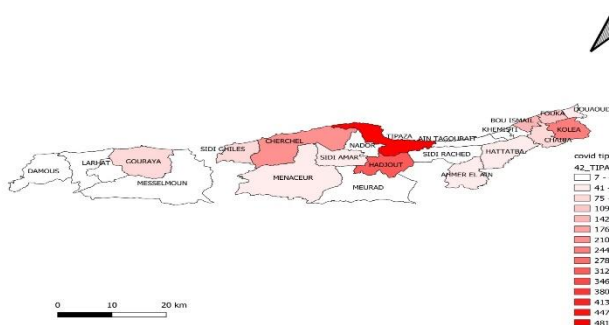 DOUAOUDA
FOUKA
BOU ISMAIL
KOLEA
KHEMISTI
CHAIBA
TIPAZA
AIN TAGOURAIT
CHERCHEL
NADOR
SIDI GHILES
SIDI AMAR
SIDI RACHED
HATTATBA
GOURAYA
LARHAT
HADJOUT
DAMOUS
MENACEUR
AHMER EL AIN
MESSELMOUN
MEURAD
covid tip
42_TIPA
7 -
41 -
75 -
109
142
176
210
244
278
312
346
380
413
447
481
0 10 20 km